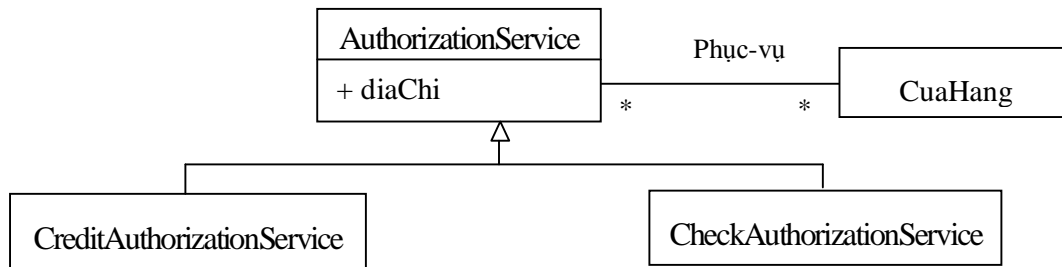 AuthorizationService
Phục-vụ
+ diaChi
CuaHang
*
*
CreditAuthorizationService
CheckAuthorizationService